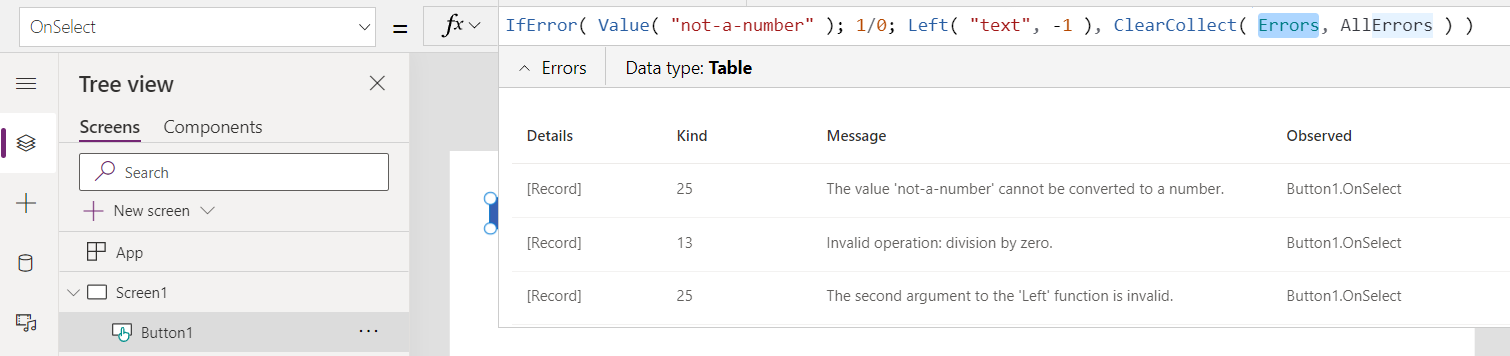 OnSelect = fx IfError( Value( "not-a-number" ); 1/0; Left( "text", -1 ), ClearCollect( Errors, AllErrors ) )
Errors Data type: Table
Tree view
Screens Components
Search
New screen
App
Screen1
Button1 ...
Details Kind Message Observed
[Record] 25 The value 'not-a-number' cannot be converted to a number. Button1.OnSelect
[Record] 13 Invalid operation: division by zero. Button1.OnSelect
[Record] 25 The second argument to the 'Left' function is invalid. Button1.OnSelect